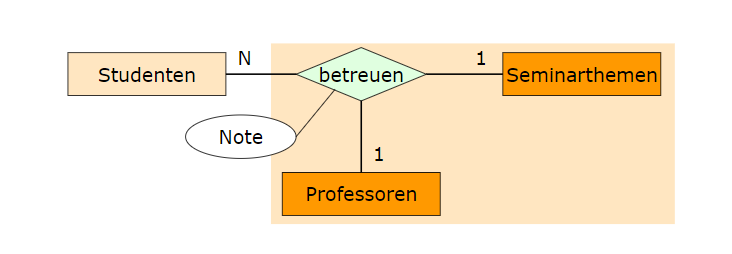 N
1
Studenten
betreuen
Seminarthemen
Note
1
Professoren